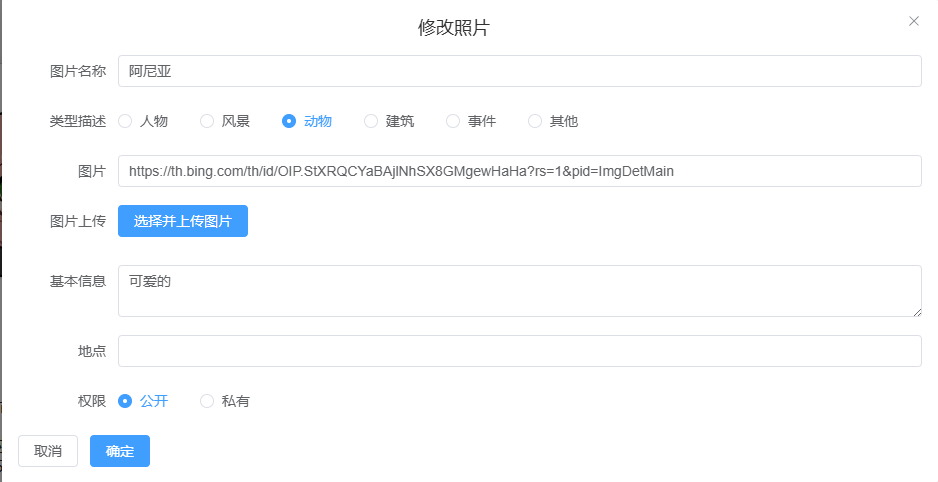 修改照片
图片名称 阿尼亚
类型描述 人物 风景 动物 建筑 事件 其他
图片 https://th.bing.com/th/id/OIP.StXRQCYaBAjlNhSX8GMgewHaHa?rs=1&pid=ImgDetMain
图片上传 选择并上传图片
基本信息 可爱的
地点
权限 公开 私有
取消 确定